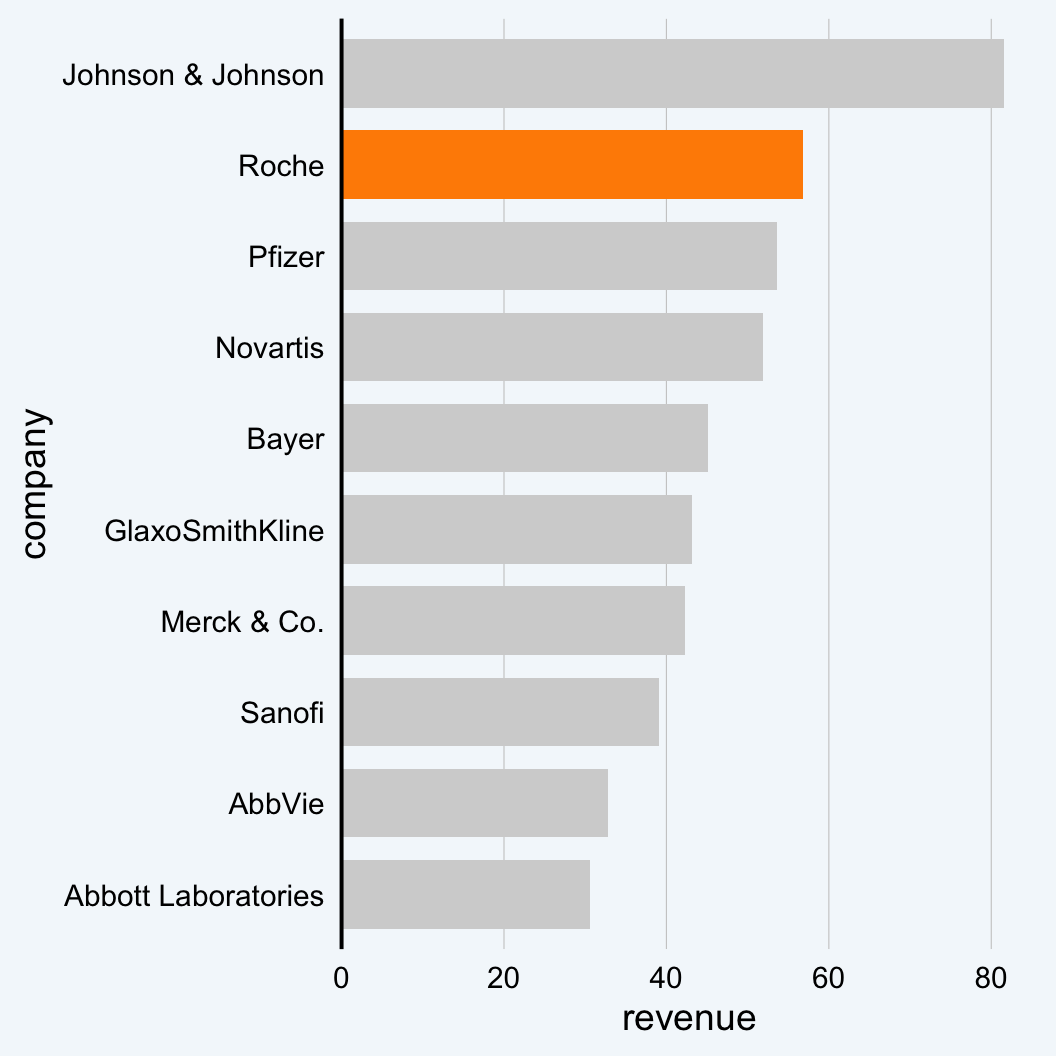 Johnson & Johnson
Roche
Pfizer
Novartis
Bayer
GlaxoSmithKline
Merck & Co.
Sanofi
AbbVie
Abbott Laboratories
company
0 20 40 60 80
revenue